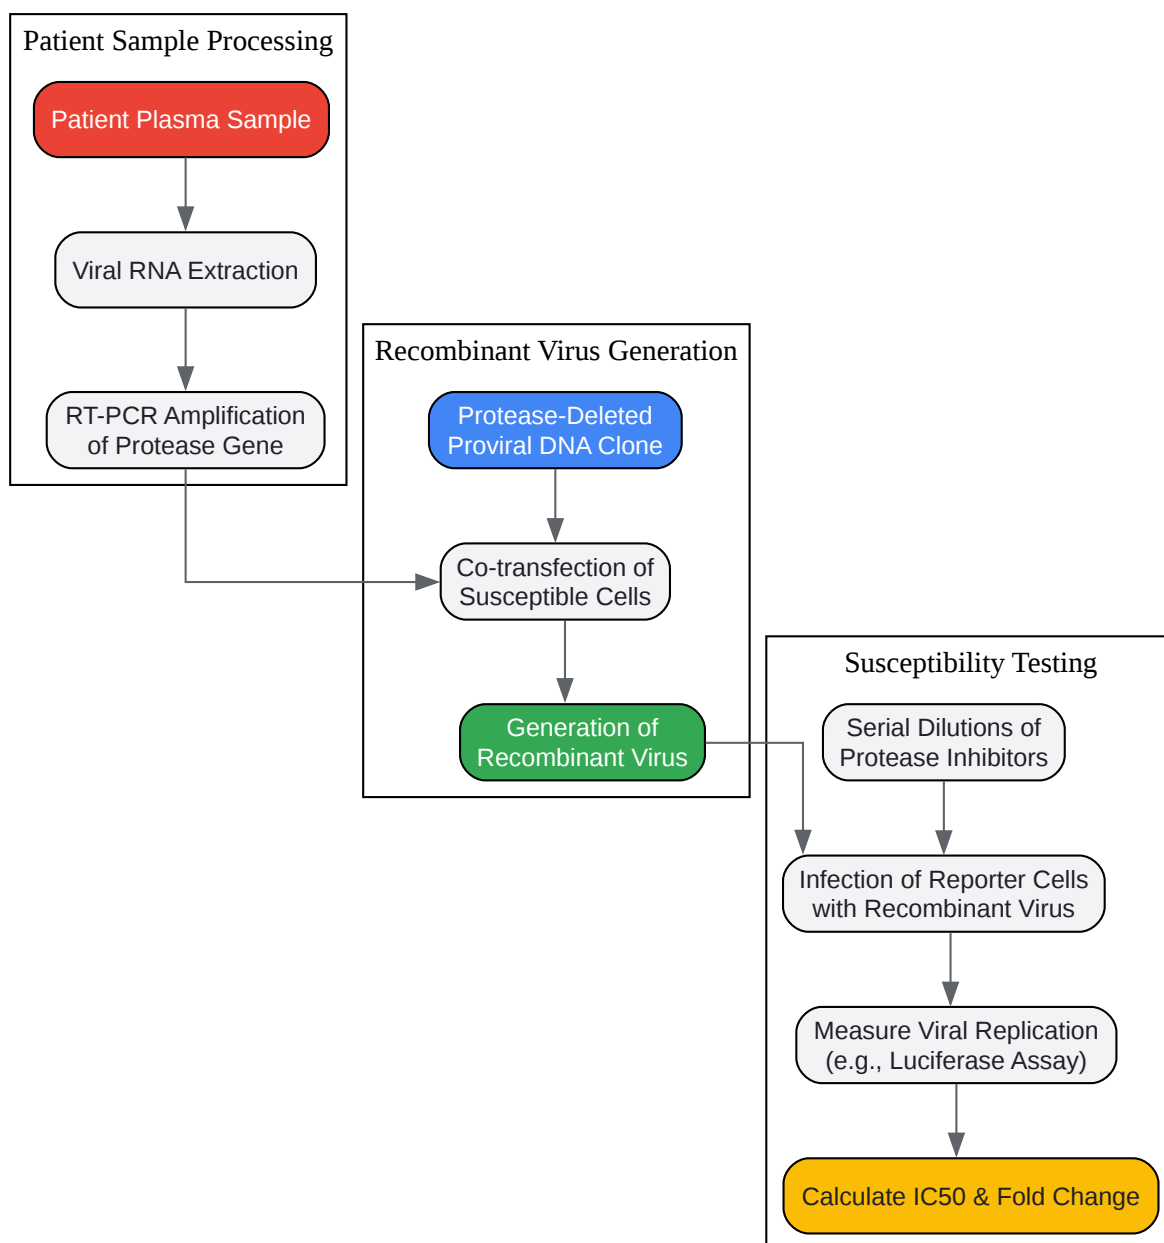 Patient Sample Processing
Patient Plasma Sample
Viral RNA Extraction
RT-PCR Amplification
of Protease Gene
Recombinant Virus Generation
Protease-Deleted
Proviral DNA Clone
Co-transfection of
Susceptible Cells
Generation of
Recombinant Virus
Susceptibility Testing
Serial Dilutions of
Protease Inhibitors
Infection of Reporter Cells
with Recombinant Virus
Measure Viral Replication
(e.g., Luciferase Assay)
Calculate IC50 & Fold Change